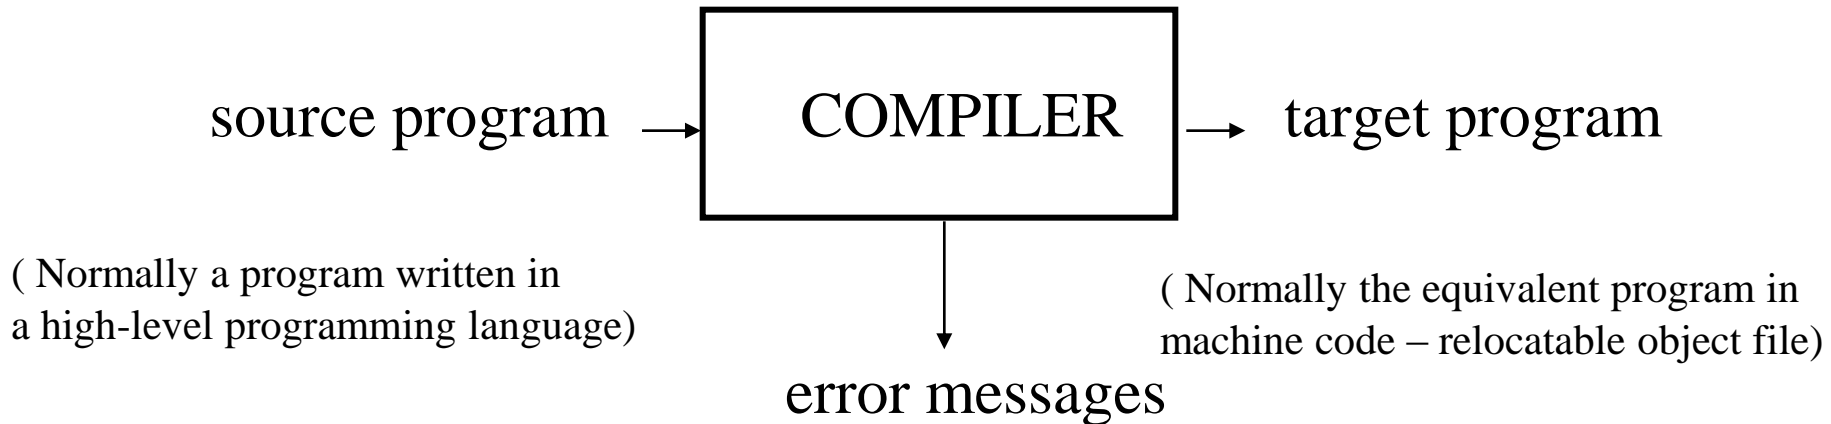 source program
COMPILER
target program
( Normally a program written in
a high-level programming language)
( Normally the equivalent program in
machine code – relocatable object file)
error messages